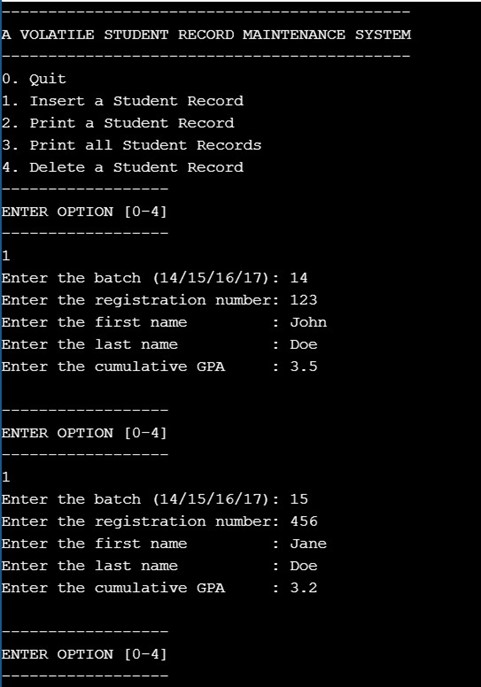 --------------------------------------------
A VOLATILE STUDENT RECORD MAINTENANCE SYSTEM
--------------------------------------------
0. Quit
1. Insert a Student Record
2. Print a Student Record
3. Print all Student Records
4. Delete a Student Record
------------------
ENTER OPTION [0-4]
------------------
1
Enter the batch (14/15/16/17): 14
Enter the registration number: 123
Enter the first name         : John
Enter the last name          : Doe
Enter the cumulative GPA     : 3.5
------------------
ENTER OPTION [0-4]
------------------
1
Enter the batch (14/15/16/17): 15
Enter the registration number: 456
Enter the first name         : Jane
Enter the last name          : Doe
Enter the cumulative GPA     : 3.2
------------------
ENTER OPTION [0-4]
------------------